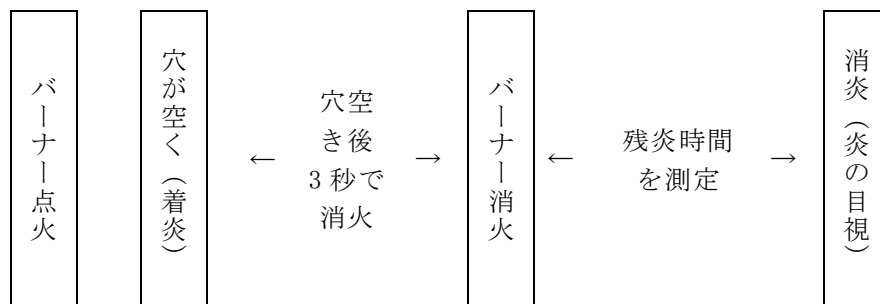 バーナー点火
穴が空く（着炎）
←
穴空
き後
3秒で
消火
→
バーナー消火
←
残炎時間
を測定
→
消炎（炎の目視）